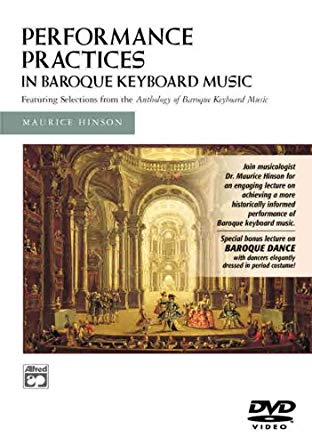 PERFORMANCE
PRACTICES
IN BAROQUE KEYBOARD MUSIC
Featuring Selections from the Anthology of Baroque Keyboard Music
MAURICE HINSON
Join musicologist
Dr. Maurice Hinson for
an engaging lecture on
achieving a more
historically informed
performance of
Baroque keyboard music.
Special bonus lecture on
BAROQUE DANCE
with dancers elegantly
dressed in period costume!
Alfred
DVD
VIDEO